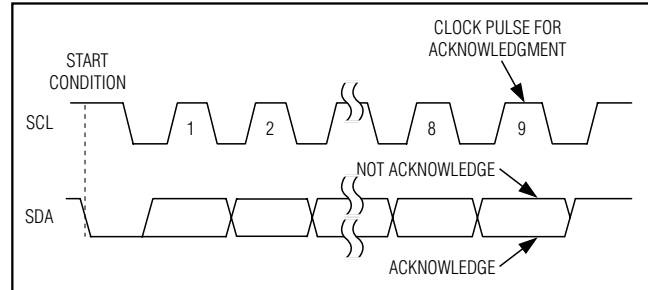 CLOCK PULSE FOR
ACKNOWLEDGMENT
START
CONDITION
SCL
1
2
8
9
NOT ACKNOWLEDGE
SDA
ACKNOWLEDGE